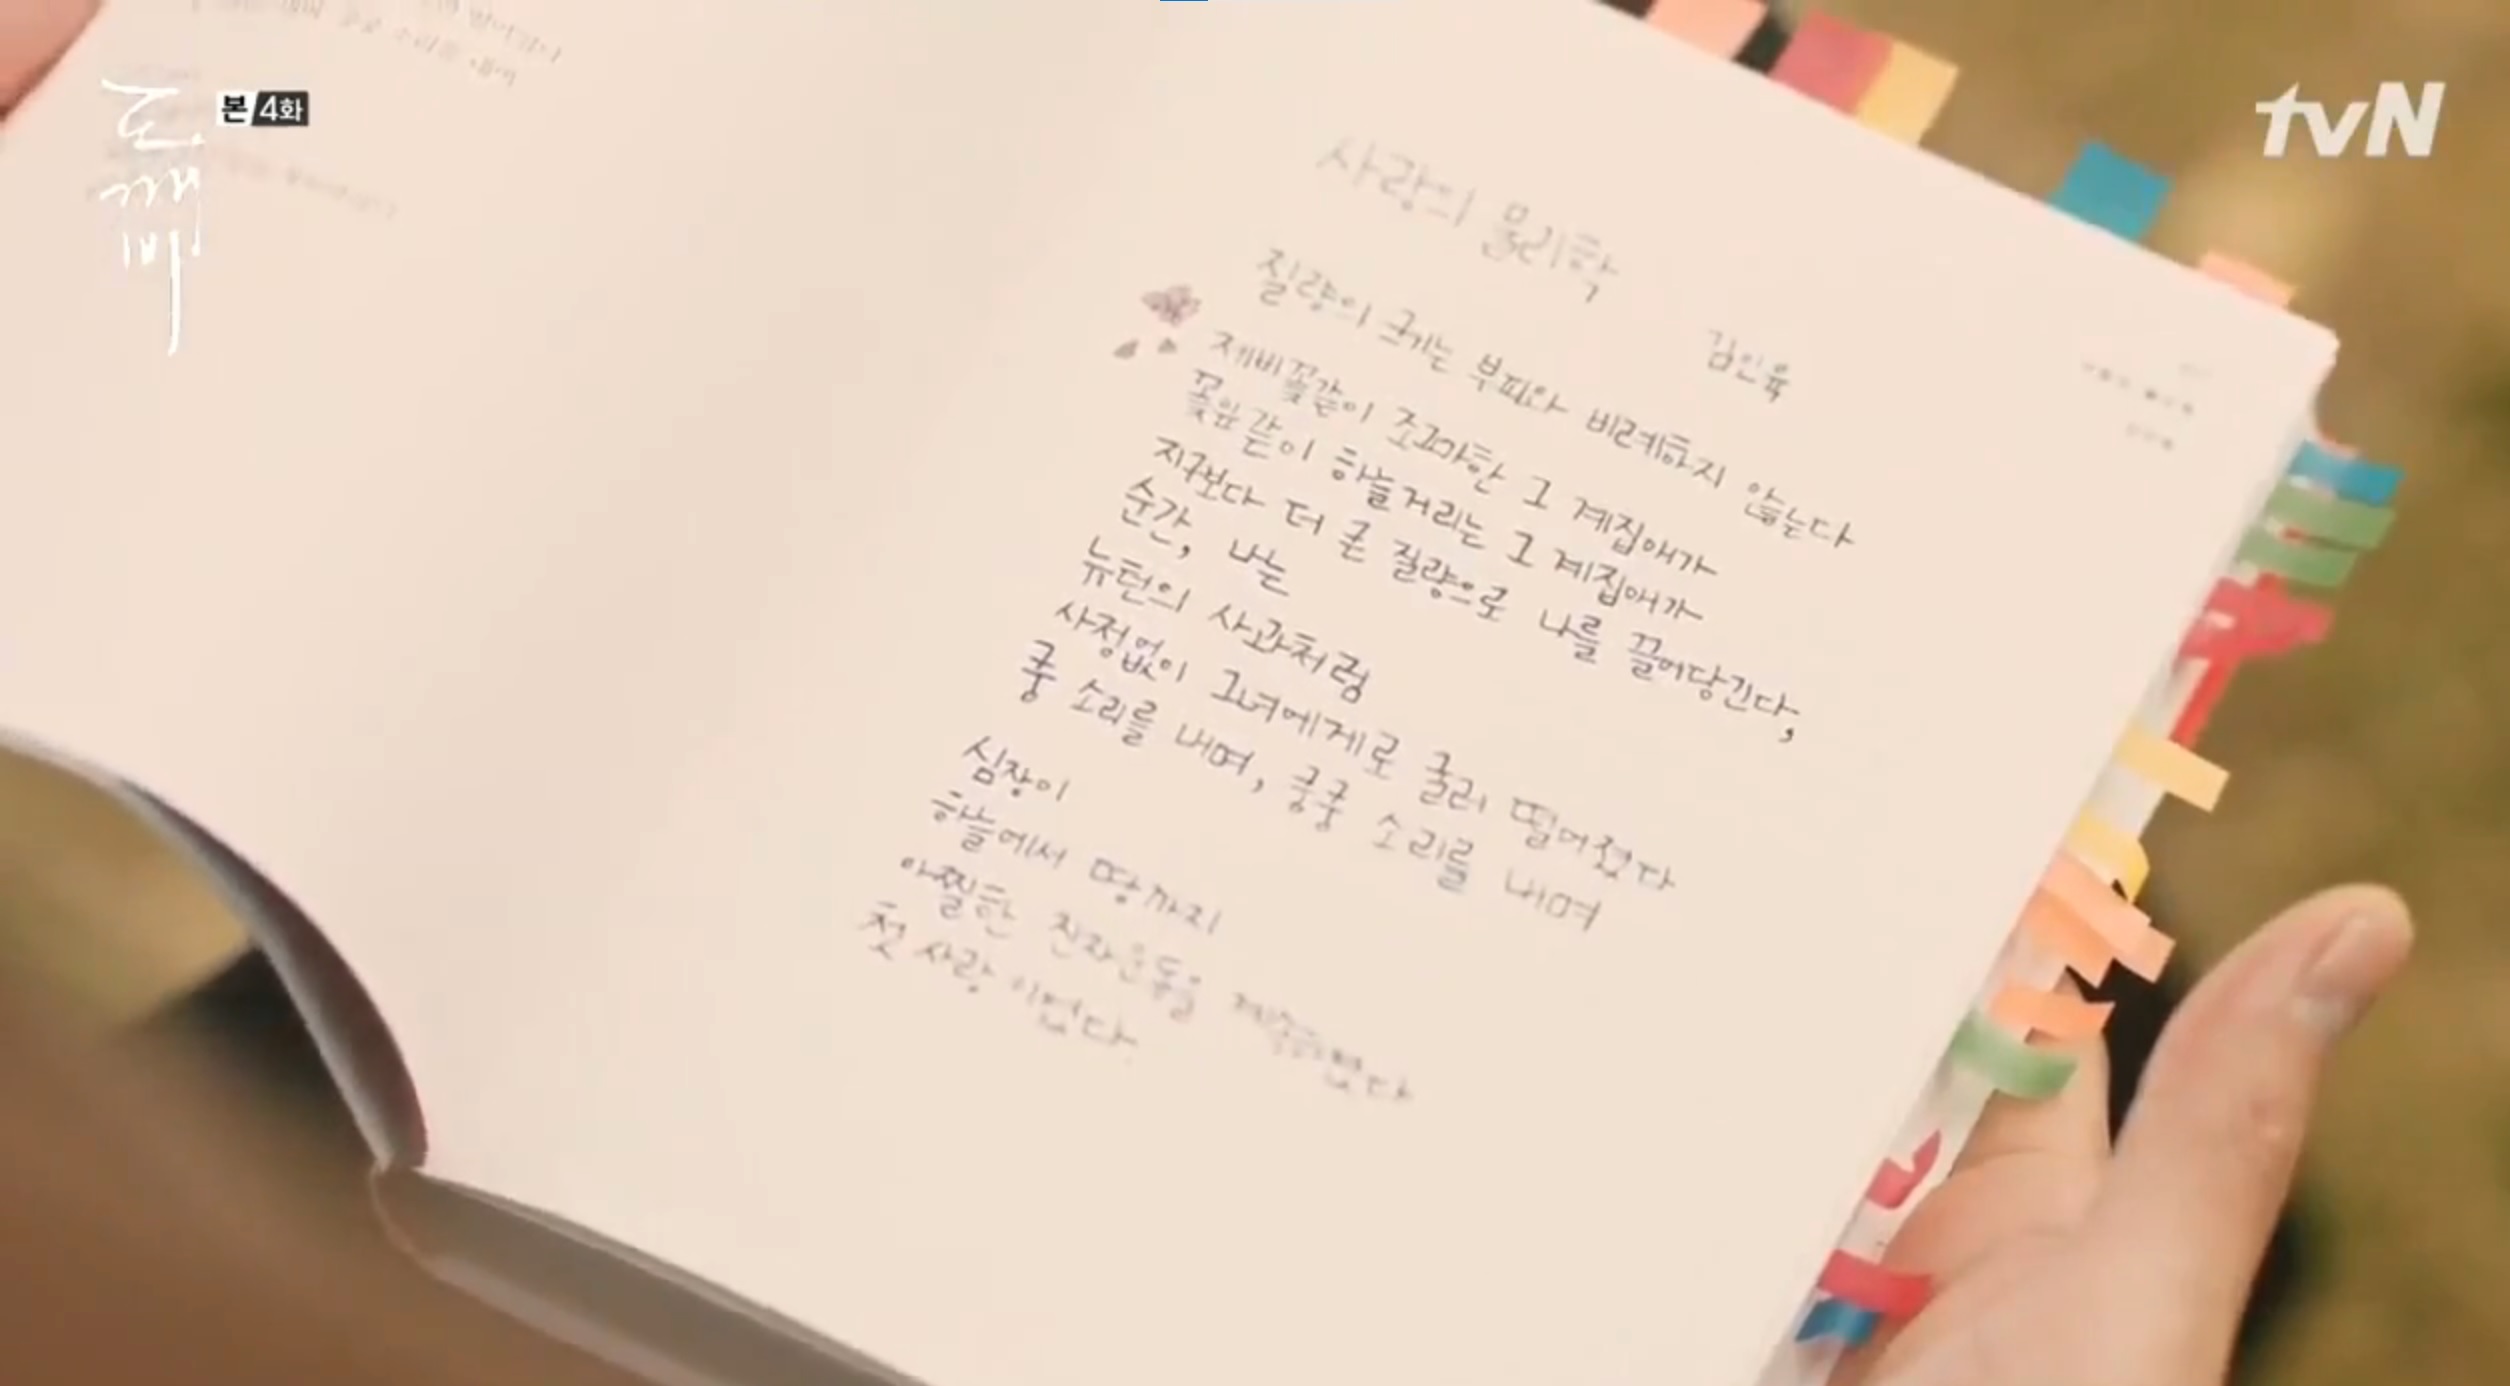 도깨비
본 4화
tvN
사랑의 물리학
김인육
질량의 크기는 부피와 비례하지 않는다
제비꽃같이 조그마한 그 계집애가
꽃잎같이 하늘거리는 그 계집애가
지구보다 더 큰 질량으로 나를 끌어당긴다,
순간, 나는
뉴턴의 사과처럼
사정없이 그녀에게로 굴러 떨어졌다
쿵 소리를 내며, 쿵쿵 소리를 내며
심장이
하늘에서 땅까지
아찔한 진자운동을 계속하였다
첫 사랑 이었다.